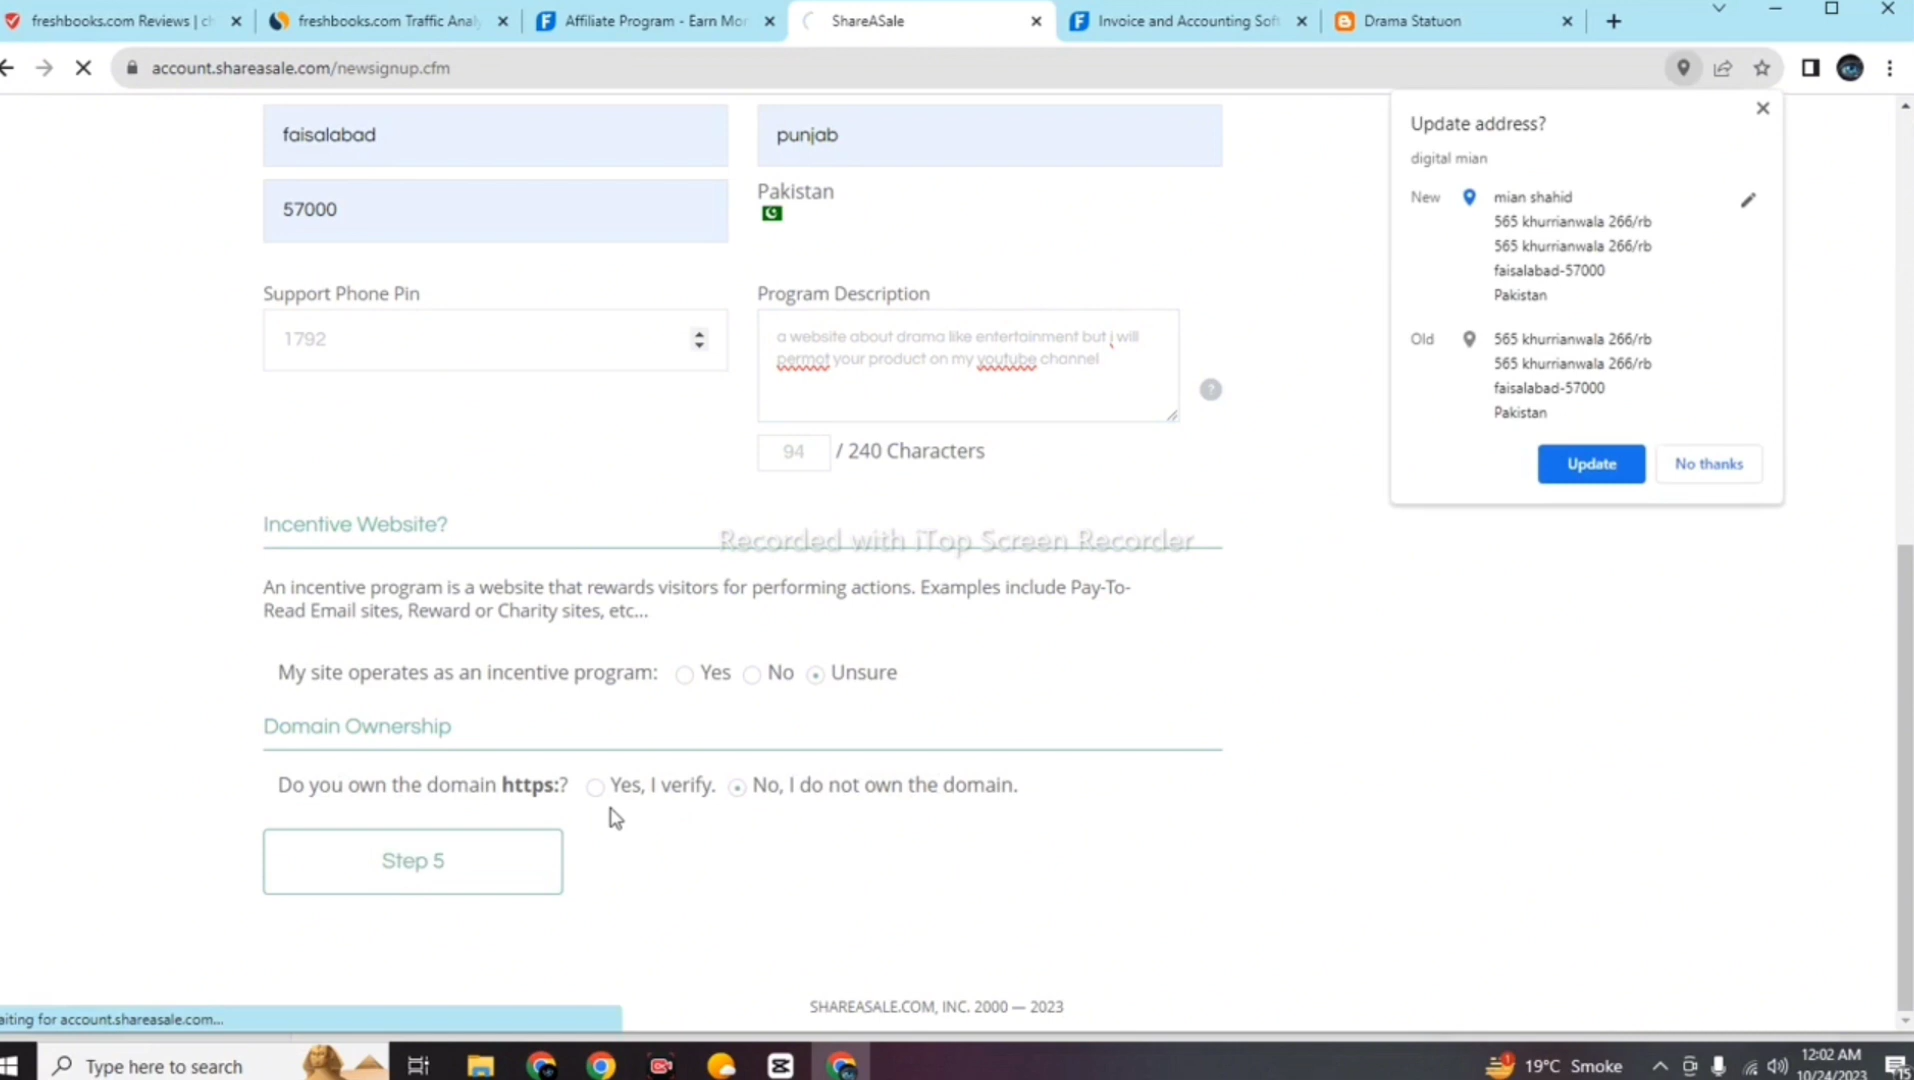 freshbooks.com Reviews | ch
freshbooks.com Traffic Anal
Affiliate Program - Earn Mor
ShareASale
Invoice and Accounting Soft
Drama Statuon
account.shareasale.com/newsignup.cfm
faisalabad
punjab
57000
Pakistan
Support Phone Pin
Program Description
1792
a website about drama like entertainment but i will
permot your product on my youtube channel
94 / 240 Characters
Update address?
digital mian
New
mian shahid
565 khurrianwala 266/rb
565 khurrianwala 266/rb
faisalabad-57000
Pakistan
Old
565 khurrianwala 266/rb
565 khurrianwala 266/rb
faisalabad-57000
Pakistan
Update
No thanks
Incentive Website?
Recorded with iTop Screen Recorder
An incentive program is a website that rewards visitors for performing actions. Examples include Pay-To-
Read Email sites, Reward or Charity sites, etc...
My site operates as an incentive program: Yes No Unsure
Domain Ownership
Do you own the domain https:? Yes, I verify. No, I do not own the domain.
Step 5
SHAREASALE.COM, INC. 2000 — 2023
aiting for account.shareasale.com...
Type here to search
19°C Smoke
12:02 AM
10/24/2023
15